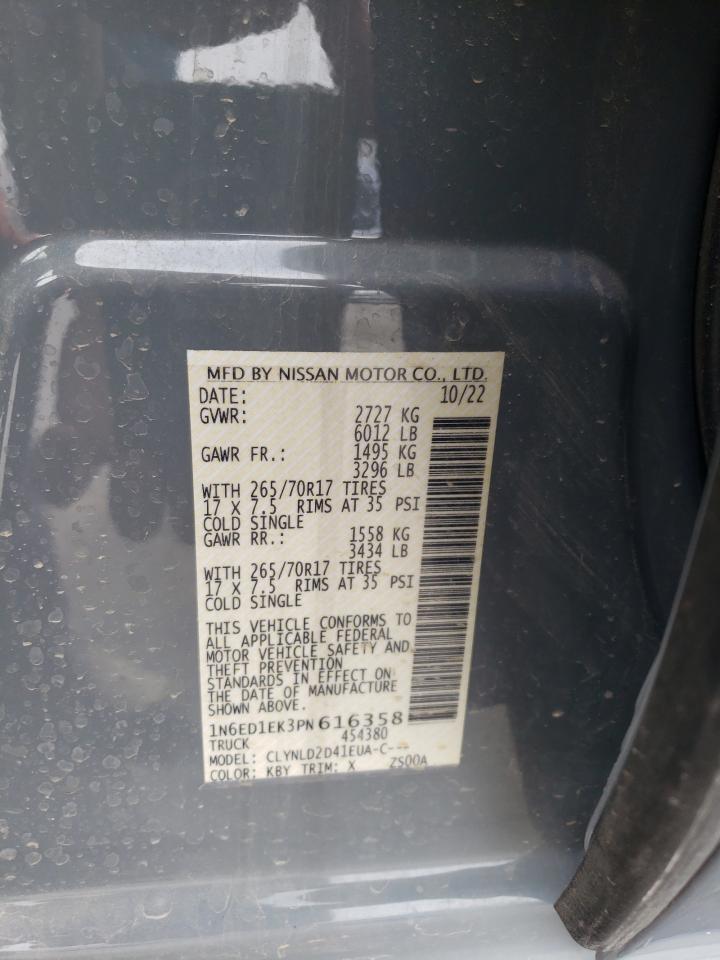 MFD BY NISSAN MOTOR CO., LTD.
DATE: 10/22
GVWR: 2727 KG
6012 LB
GAWR FR.: 1495 KG
3296 LB
WITH 265/70R17 TIRES
17 X 7.5 RIMS AT 35 PSI
COLD SINGLE
GAWR RR.: 1558 KG
3434 LB
WITH 265/70R17 TIRES
17 X 7.5 RIMS AT 35 PSI
COLD SINGLE
THIS VEHICLE CONFORMS TO
ALL APPLICABLE FEDERAL
MOTOR VEHICLE SAFETY AND
THEFT PREVENTION
STANDARDS IN EFFECT ON
THE DATE OF MANUFACTURE
SHOWN ABOVE.
1N6ED1EK3PN616358
TRUCK 454380
MODEL: CLYNLD2D41EUA-C---
COLOR: KBY TRIM: X ZS00A